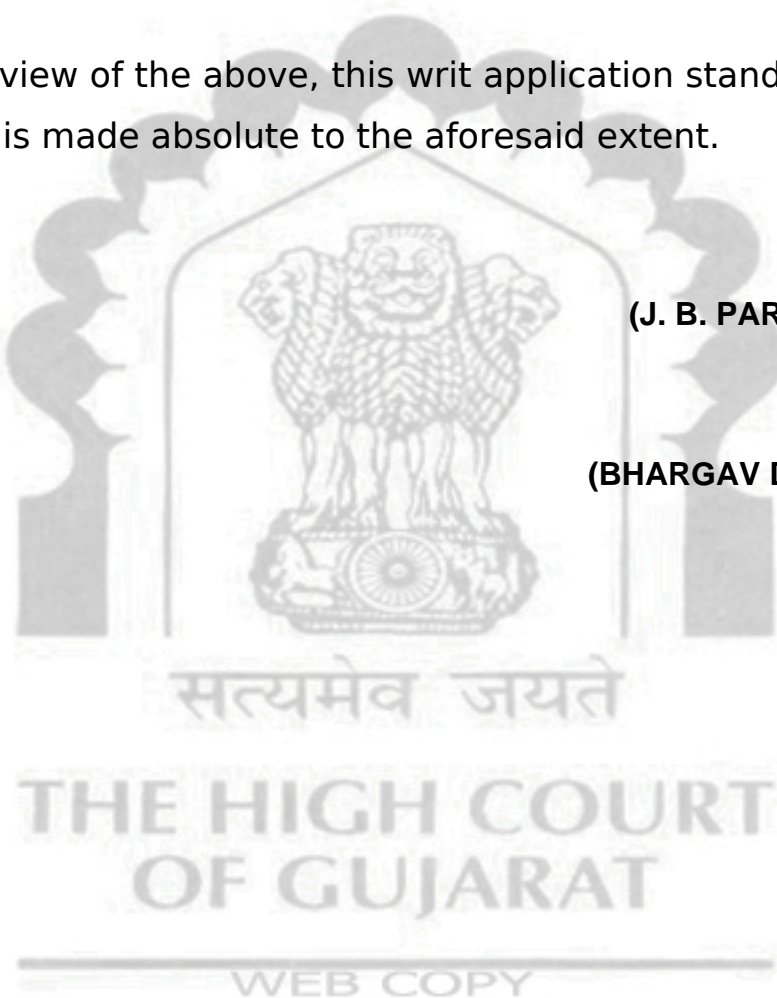 view of the above, this writ application stand
is made absolute to the aforesaid extent.
(J. B. PAR
(BHARGAV D
सत्यमेव जयते
THE HIGH COURT
OF GUJARAT
WEB COPY